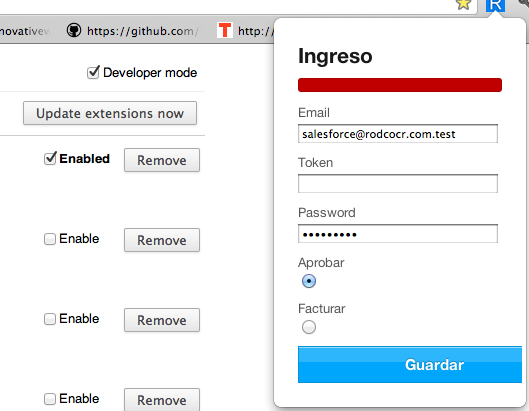 novativew
https://github.com/
http://
R
Developer mode
Update extensions now
Enabled
Remove
Enable
Remove
Enable
Remove
Enable
Remove
Ingreso
Email
salesforce@rodcocr.com.test
Token
Password
Aprobar
Facturar
Guardar